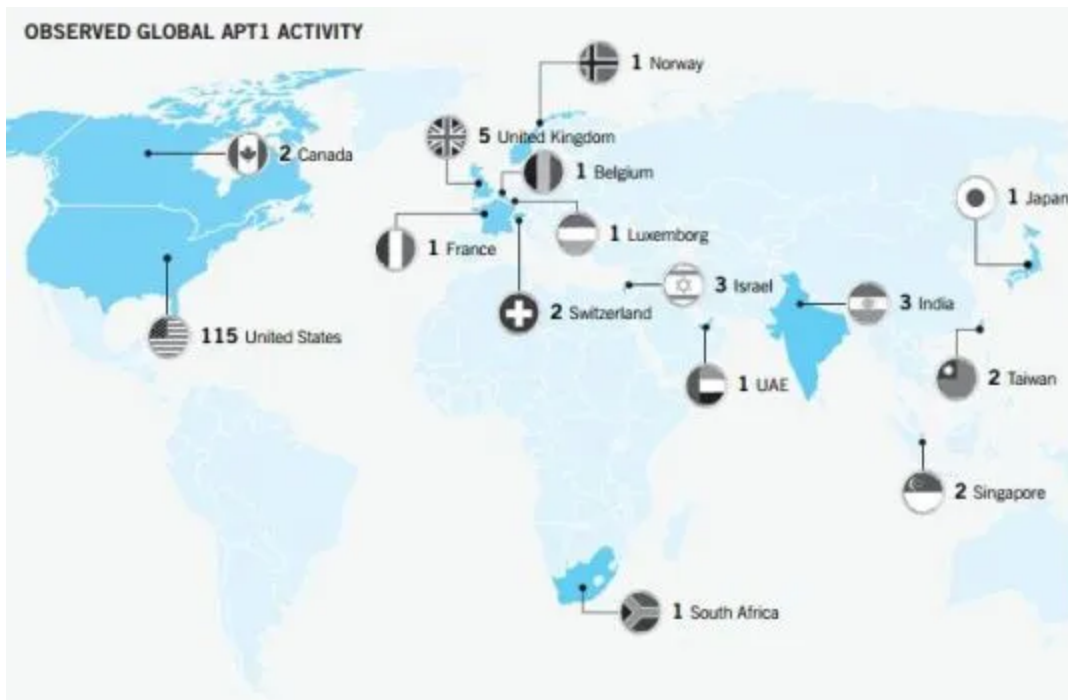 OBSERVED GLOBAL APT1 ACTIVITY
1 Norway
5 United Kingdom
2 Canada
1 Belgium
1 Japan
1 Luxemborg
1 France
3 Israel
3 India
2 Switzerland
115 United States
2 Taiwan
1 UAE
2 Singapore
1 South Africa